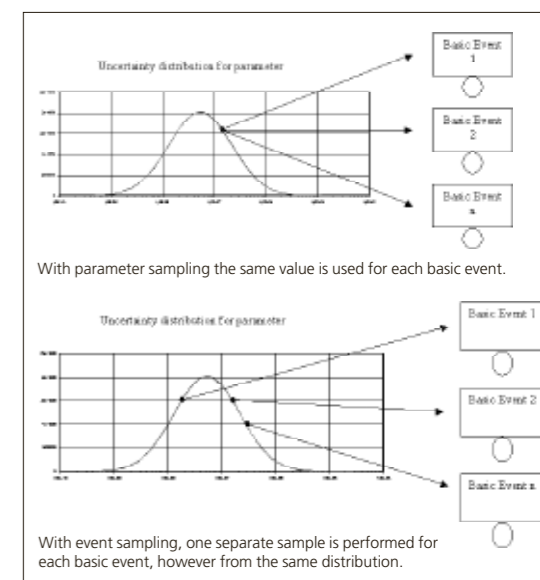 Uncertainty distribution for parameter
Basic Event
1
Basic Event
2
Basic Event
n
With parameter sampling the same value is used for each basic event.
Uncertainty distribution for parameter
Basic Event 1
Basic Event 2
Basic Event n
With event sampling, one separate sample is performed for
each basic event, however from the same distribution.